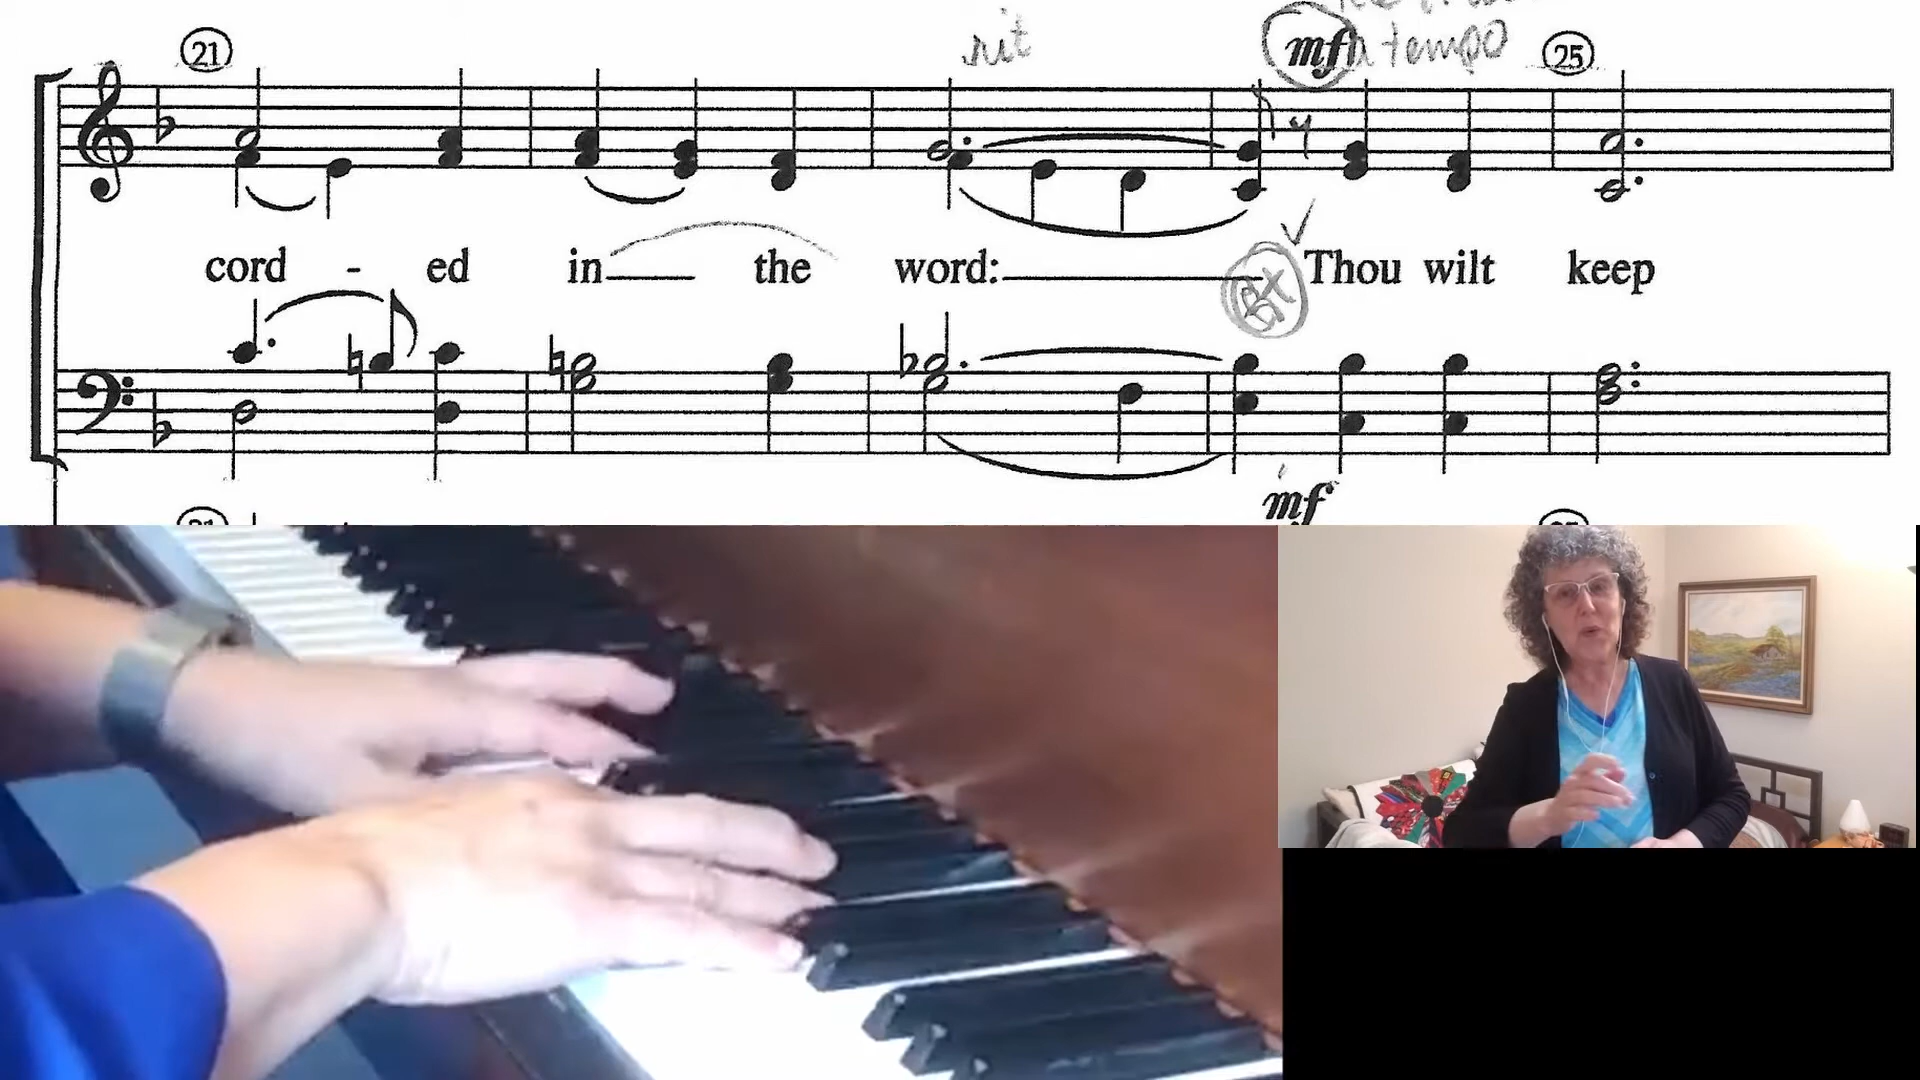 21
rit
mf a tempo
25
cord - ed in the word: Thou wilt keep
mf